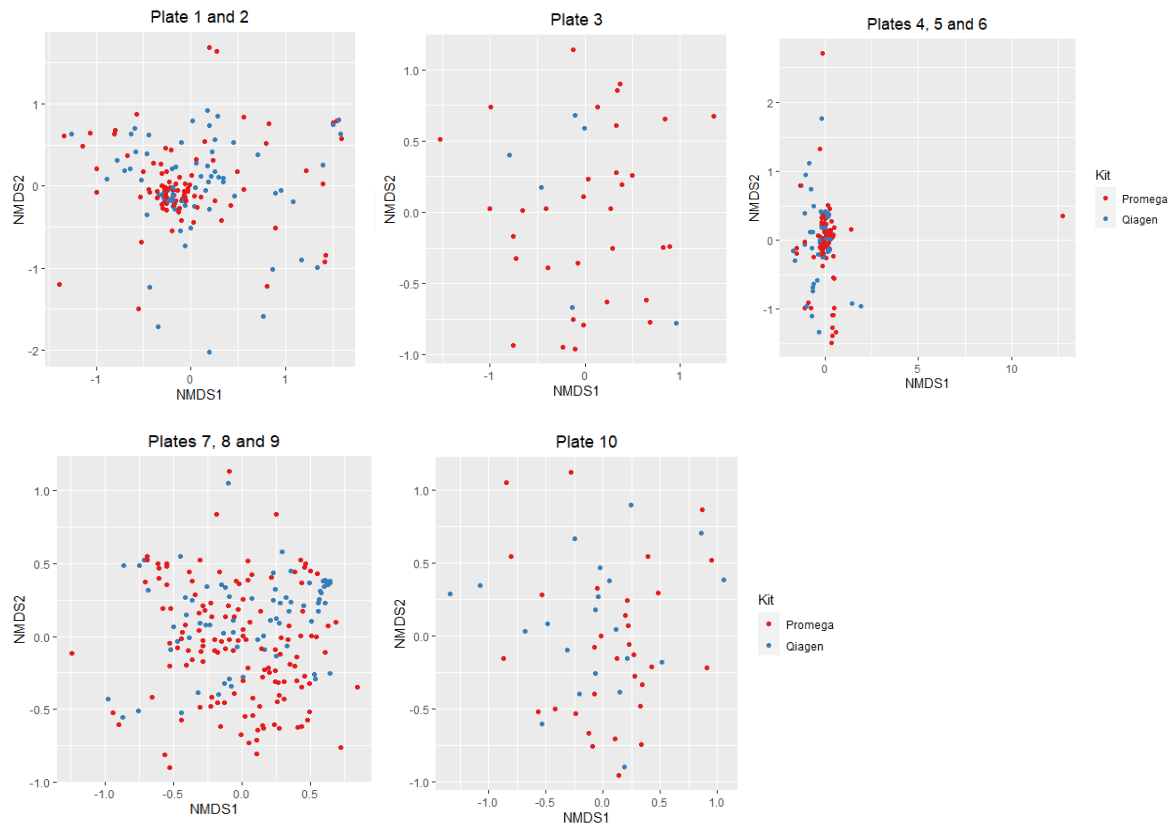 Plate 1 and 2
1
0
-1
-2
NMDS2
-1
0
1
NMDS1
Plate 3
1.0
0.5
0.0
-0.5
-1.0
NMDS2
-1
0
1
NMDS1
Plates 4, 5 and 6
2
1
0
-1
NMDS2
0
5
10
NMDS1
Kit
Promega
Qiagen
Plates 7, 8 and 9
1.0
0.5
0.0
-0.5
-1.0
NMDS2
-1.0
-0.5
0.0
0.5
NMDS1
Plate 10
1.0
0.5
0.0
-0.5
-1.0
NMDS2
-1.0
-0.5
0.0
0.5
1.0
NMDS1
Kit
Promega
Qiagen